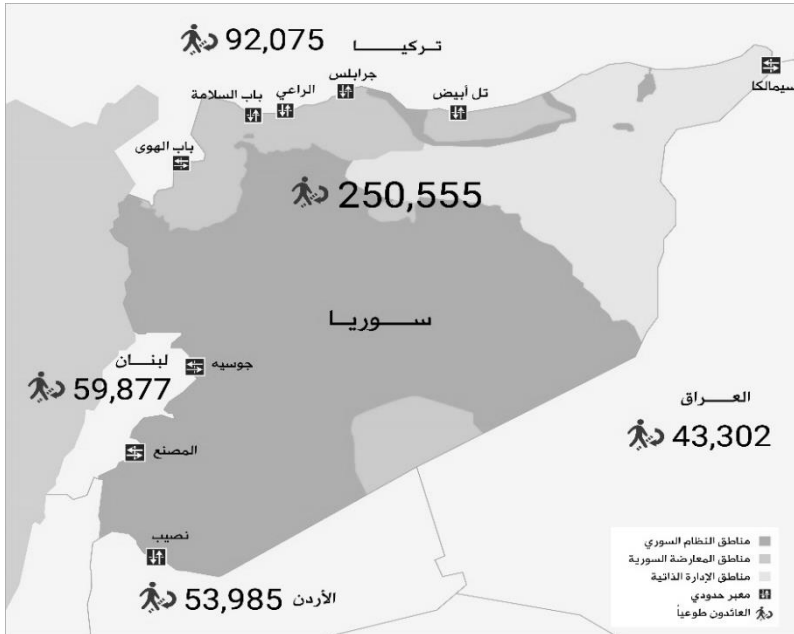 92,075 تركيـــــا
جرابلس
الراعي
باب السلامة
تل أبيض
سيمالكا
باب الهوى
250,555
ســـــوريـا
لبنـــان
59,877
جوسيه
العـــــراق
43,302
المصنع
نصيب
الأردن 53,985
مناطق النظام السوري
مناطق المعارضة السورية
مناطق الإدارة الذاتية
معبر حدودي
العائدون طوعياً